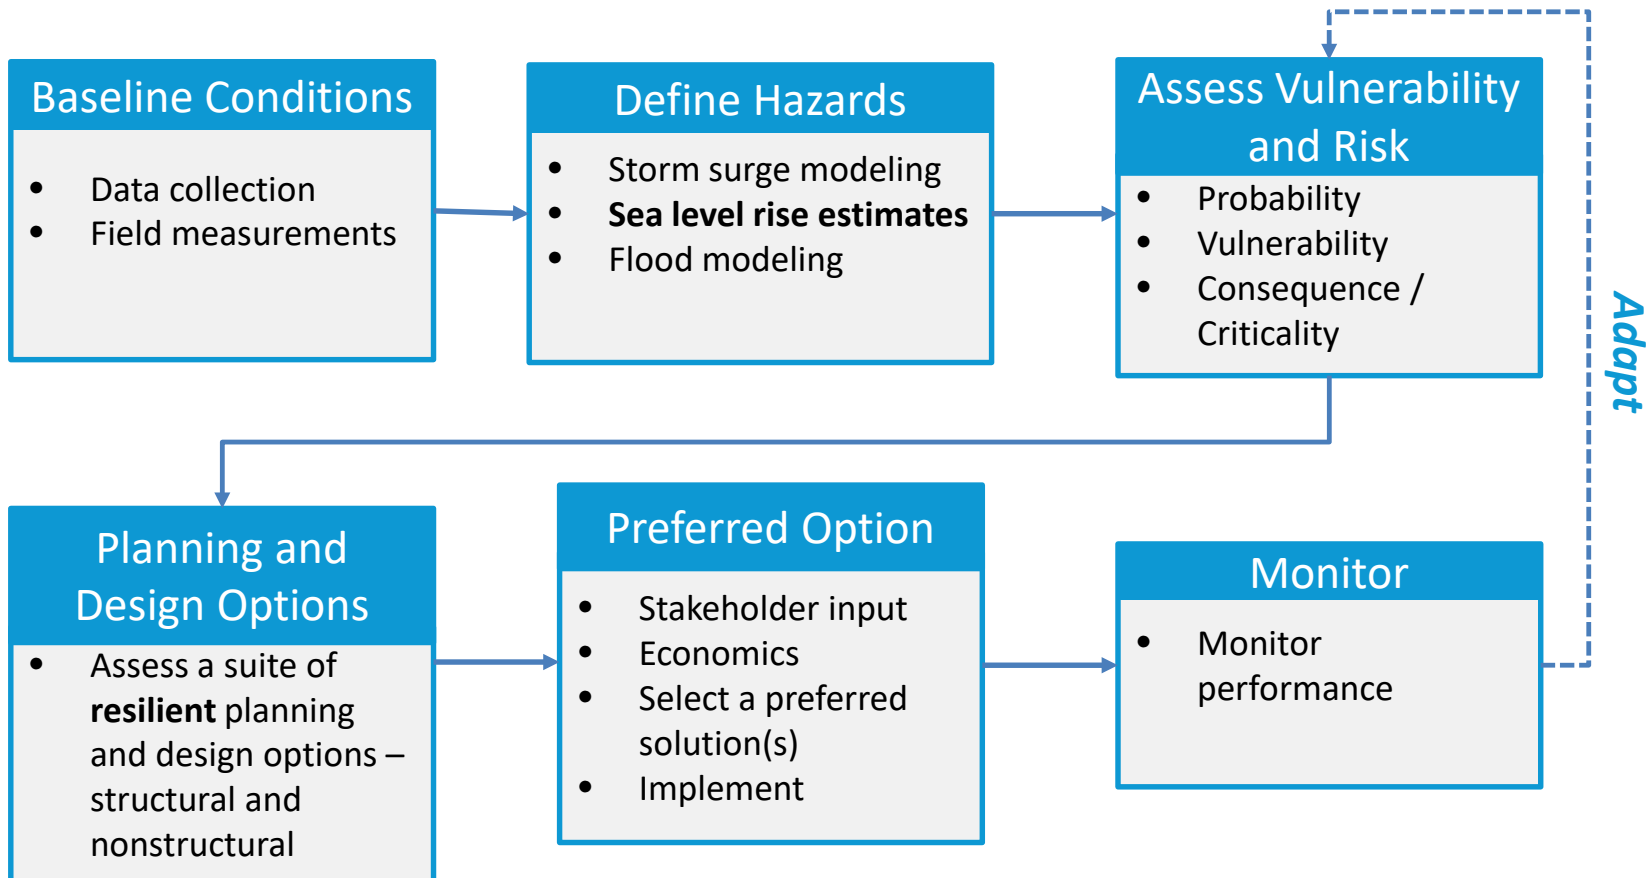 Baseline Conditions
• Data collection
• Field measurements
Define Hazards
• Storm surge modeling
• Sea level rise estimates
• Flood modeling
Assess Vulnerability
and Risk
• Probability
• Vulnerability
• Consequence /
Criticality
Adapt
Planning and
Design Options
• Assess a suite of
resilient planning
and design options –
structural and
nonstructural
Preferred Option
• Stakeholder input
• Economics
• Select a preferred
solution(s)
• Implement
Monitor
• Monitor
performance